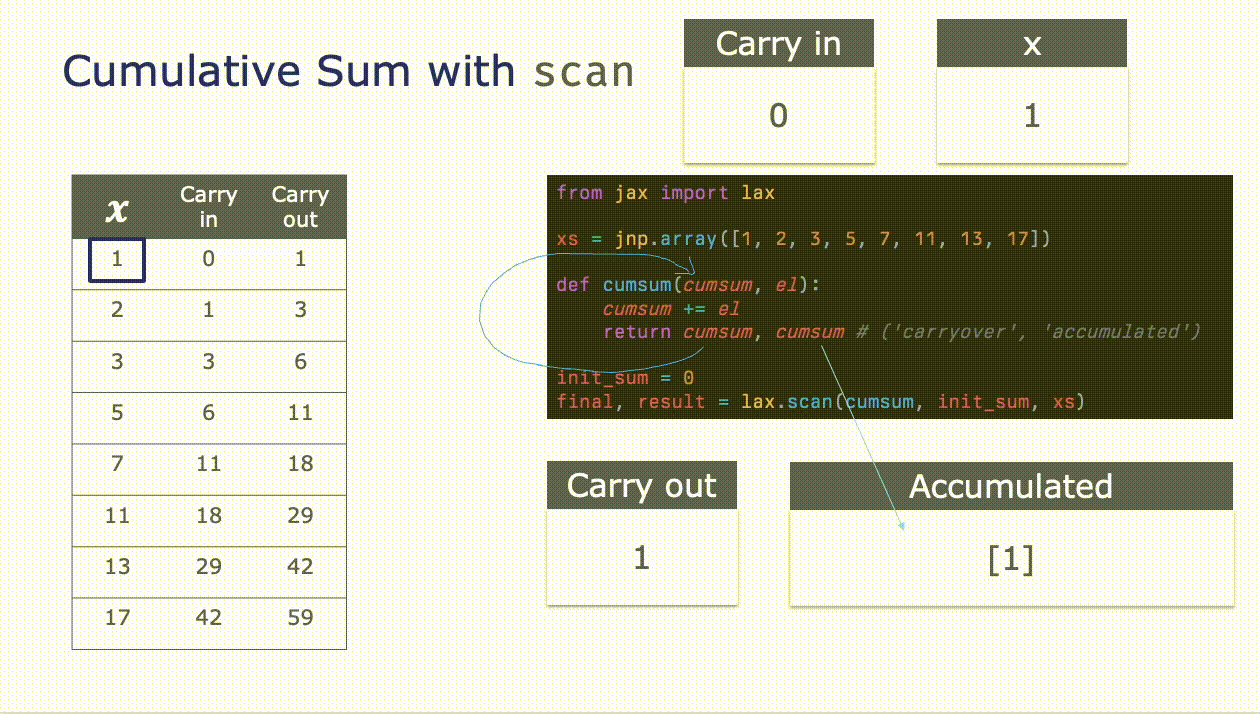 Cumulative Sum with scan
Carry in
0
x
1
x Carry in Carry out
1 0 1
2 1 3
3 3 6
5 6 11
7 11 18
11 18 29
13 29 42
17 42 59
from jax import lax
xs = jnp.array([1, 2, 3, 5, 7, 11, 13, 17])
def cumsum(cumsum, el):
    cumsum += el
    return cumsum, cumsum # ('carryover', 'accumulated')
init_sum = 0
final, result = lax.scan(cumsum, init_sum, xs)
Carry out
1
Accumulated
[1]